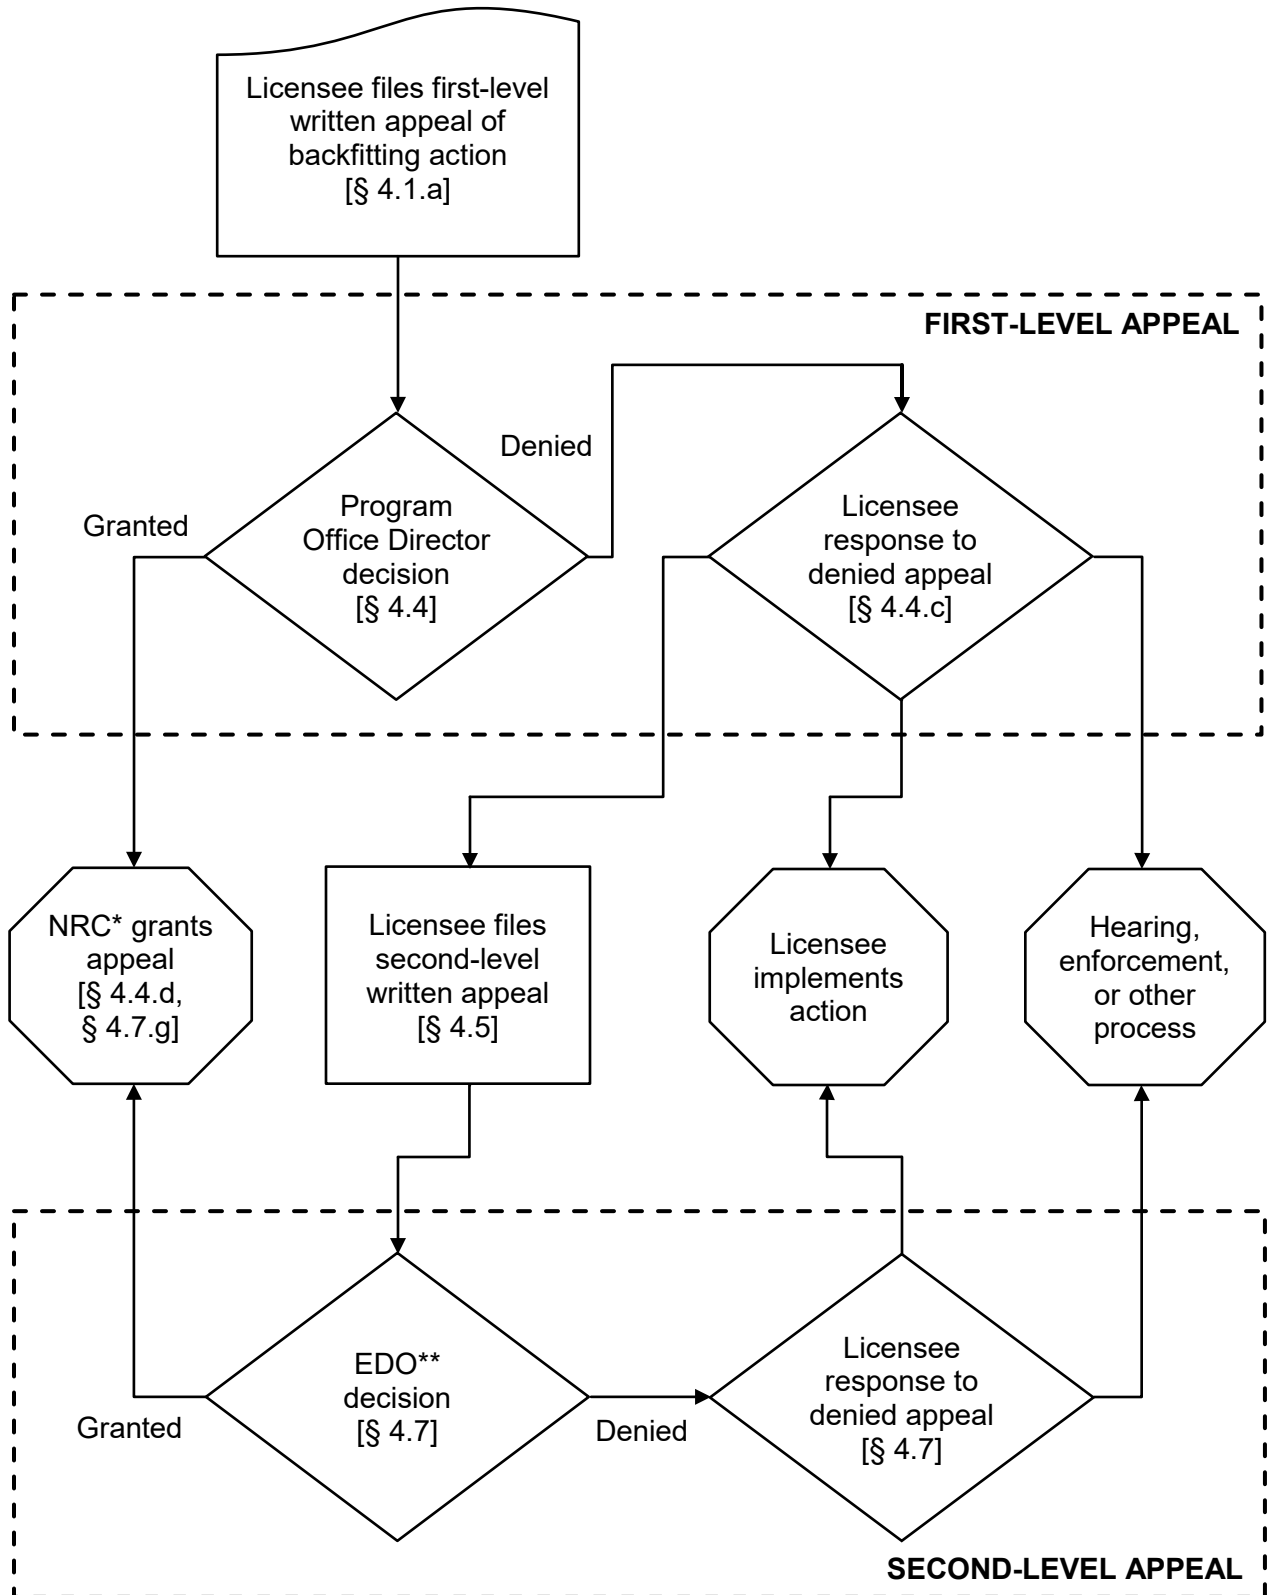 Licensee files first-level
written appeal of
backfitting action
[§ 4.1.a]
FIRST-LEVEL APPEAL
Denied
Granted
Program
Office Director
decision
[§ 4.4]
Licensee
response to
denied appeal
[§ 4.4.c]
NRC* grants
appeal
[§ 4.4.d,
§ 4.7.g]
Licensee files
second-level
written appeal
[§ 4.5]
Licensee
implements
action
Hearing,
enforcement,
or other
process
EDO**
decision
[§ 4.7]
Granted
Denied
Licensee
response to
denied appeal
[§ 4.7]
SECOND-LEVEL APPEAL